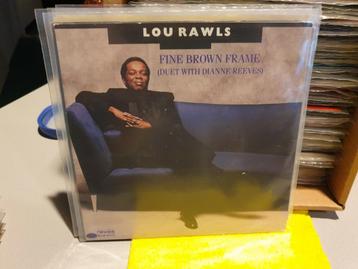 LOU RAWLS
FINE BROWN FRAME
(DUET WITH DIANNE REEVES)